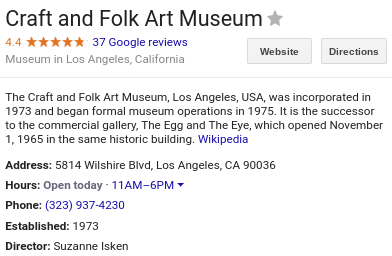 Craft and Folk Art Museum
4.4 ★★★★★ 37 Google reviews
Museum in Los Angeles, California
Website
Directions
The Craft and Folk Art Museum, Los Angeles, USA, was incorporated in
1973 and began formal museum operations in 1975. It is the successor
to the commercial gallery, The Egg and The Eye, which opened November
1, 1965 in the same historic building. Wikipedia
Address: 5814 Wilshire Blvd, Los Angeles, CA 90036
Hours: Open today · 11AM–6PM
Phone: (323) 937-4230
Established: 1973
Director: Suzanne Isken